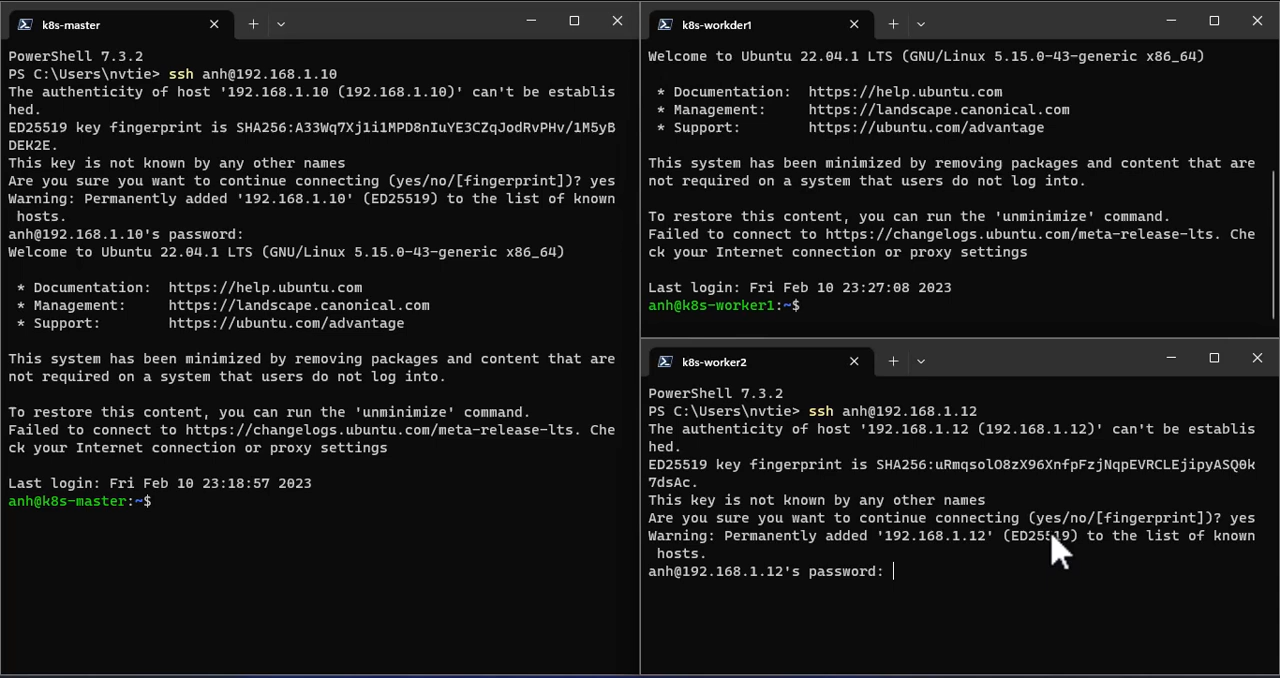 k8s-master
PowerShell 7.3.2
PS C:\Users\nvtie> ssh anh@192.168.1.10
The authenticity of host '192.168.1.10 (192.168.1.10)' can't be establis
hed.
ED25519 key fingerprint is SHA256:A33Wq7Xj1i1MPD8nIuYE3CZqJodRvPHv/1M5yB
DEK2E.
This key is not known by any other names
Are you sure you want to continue connecting (yes/no/[fingerprint])? yes
Warning: Permanently added '192.168.1.10' (ED25519) to the list of known
 hosts.
anh@192.168.1.10's password:
Welcome to Ubuntu 22.04.1 LTS (GNU/Linux 5.15.0-43-generic x86_64)
* Documentation:  https://help.ubuntu.com
* Management:     https://landscape.canonical.com
* Support:        https://ubuntu.com/advantage
This system has been minimized by removing packages and content that are
not required on a system that users do not log into.
To restore this content, you can run the 'unminimize' command.
Failed to connect to https://changelogs.ubuntu.com/meta-release-lts. Che
ck your Internet connection or proxy settings
Last login: Fri Feb 10 23:18:57 2023
anh@k8s-master:~$
k8s-workder1
Welcome to Ubuntu 22.04.1 LTS (GNU/Linux 5.15.0-43-generic x86_64)
* Documentation:  https://help.ubuntu.com
* Management:     https://landscape.canonical.com
* Support:        https://ubuntu.com/advantage
This system has been minimized by removing packages and content that are
not required on a system that users do not log into.
To restore this content, you can run the 'unminimize' command.
Failed to connect to https://changelogs.ubuntu.com/meta-release-lts. Che
ck your Internet connection or proxy settings
Last login: Fri Feb 10 23:27:08 2023
anh@k8s-worker1:~$
k8s-worker2
PowerShell 7.3.2
PS C:\Users\nvtie> ssh anh@192.168.1.12
The authenticity of host '192.168.1.12 (192.168.1.12)' can't be establis
hed.
ED25519 key fingerprint is SHA256:uRmqsolO8zX96XnfpFzjNqpEVRCLEjipyASQ0k
7dsAc.
This key is not known by any other names
Are you sure you want to continue connecting (yes/no/[fingerprint])? yes
Warning: Permanently added '192.168.1.12' (ED25519) to the list of known
 hosts.
anh@192.168.1.12's password: